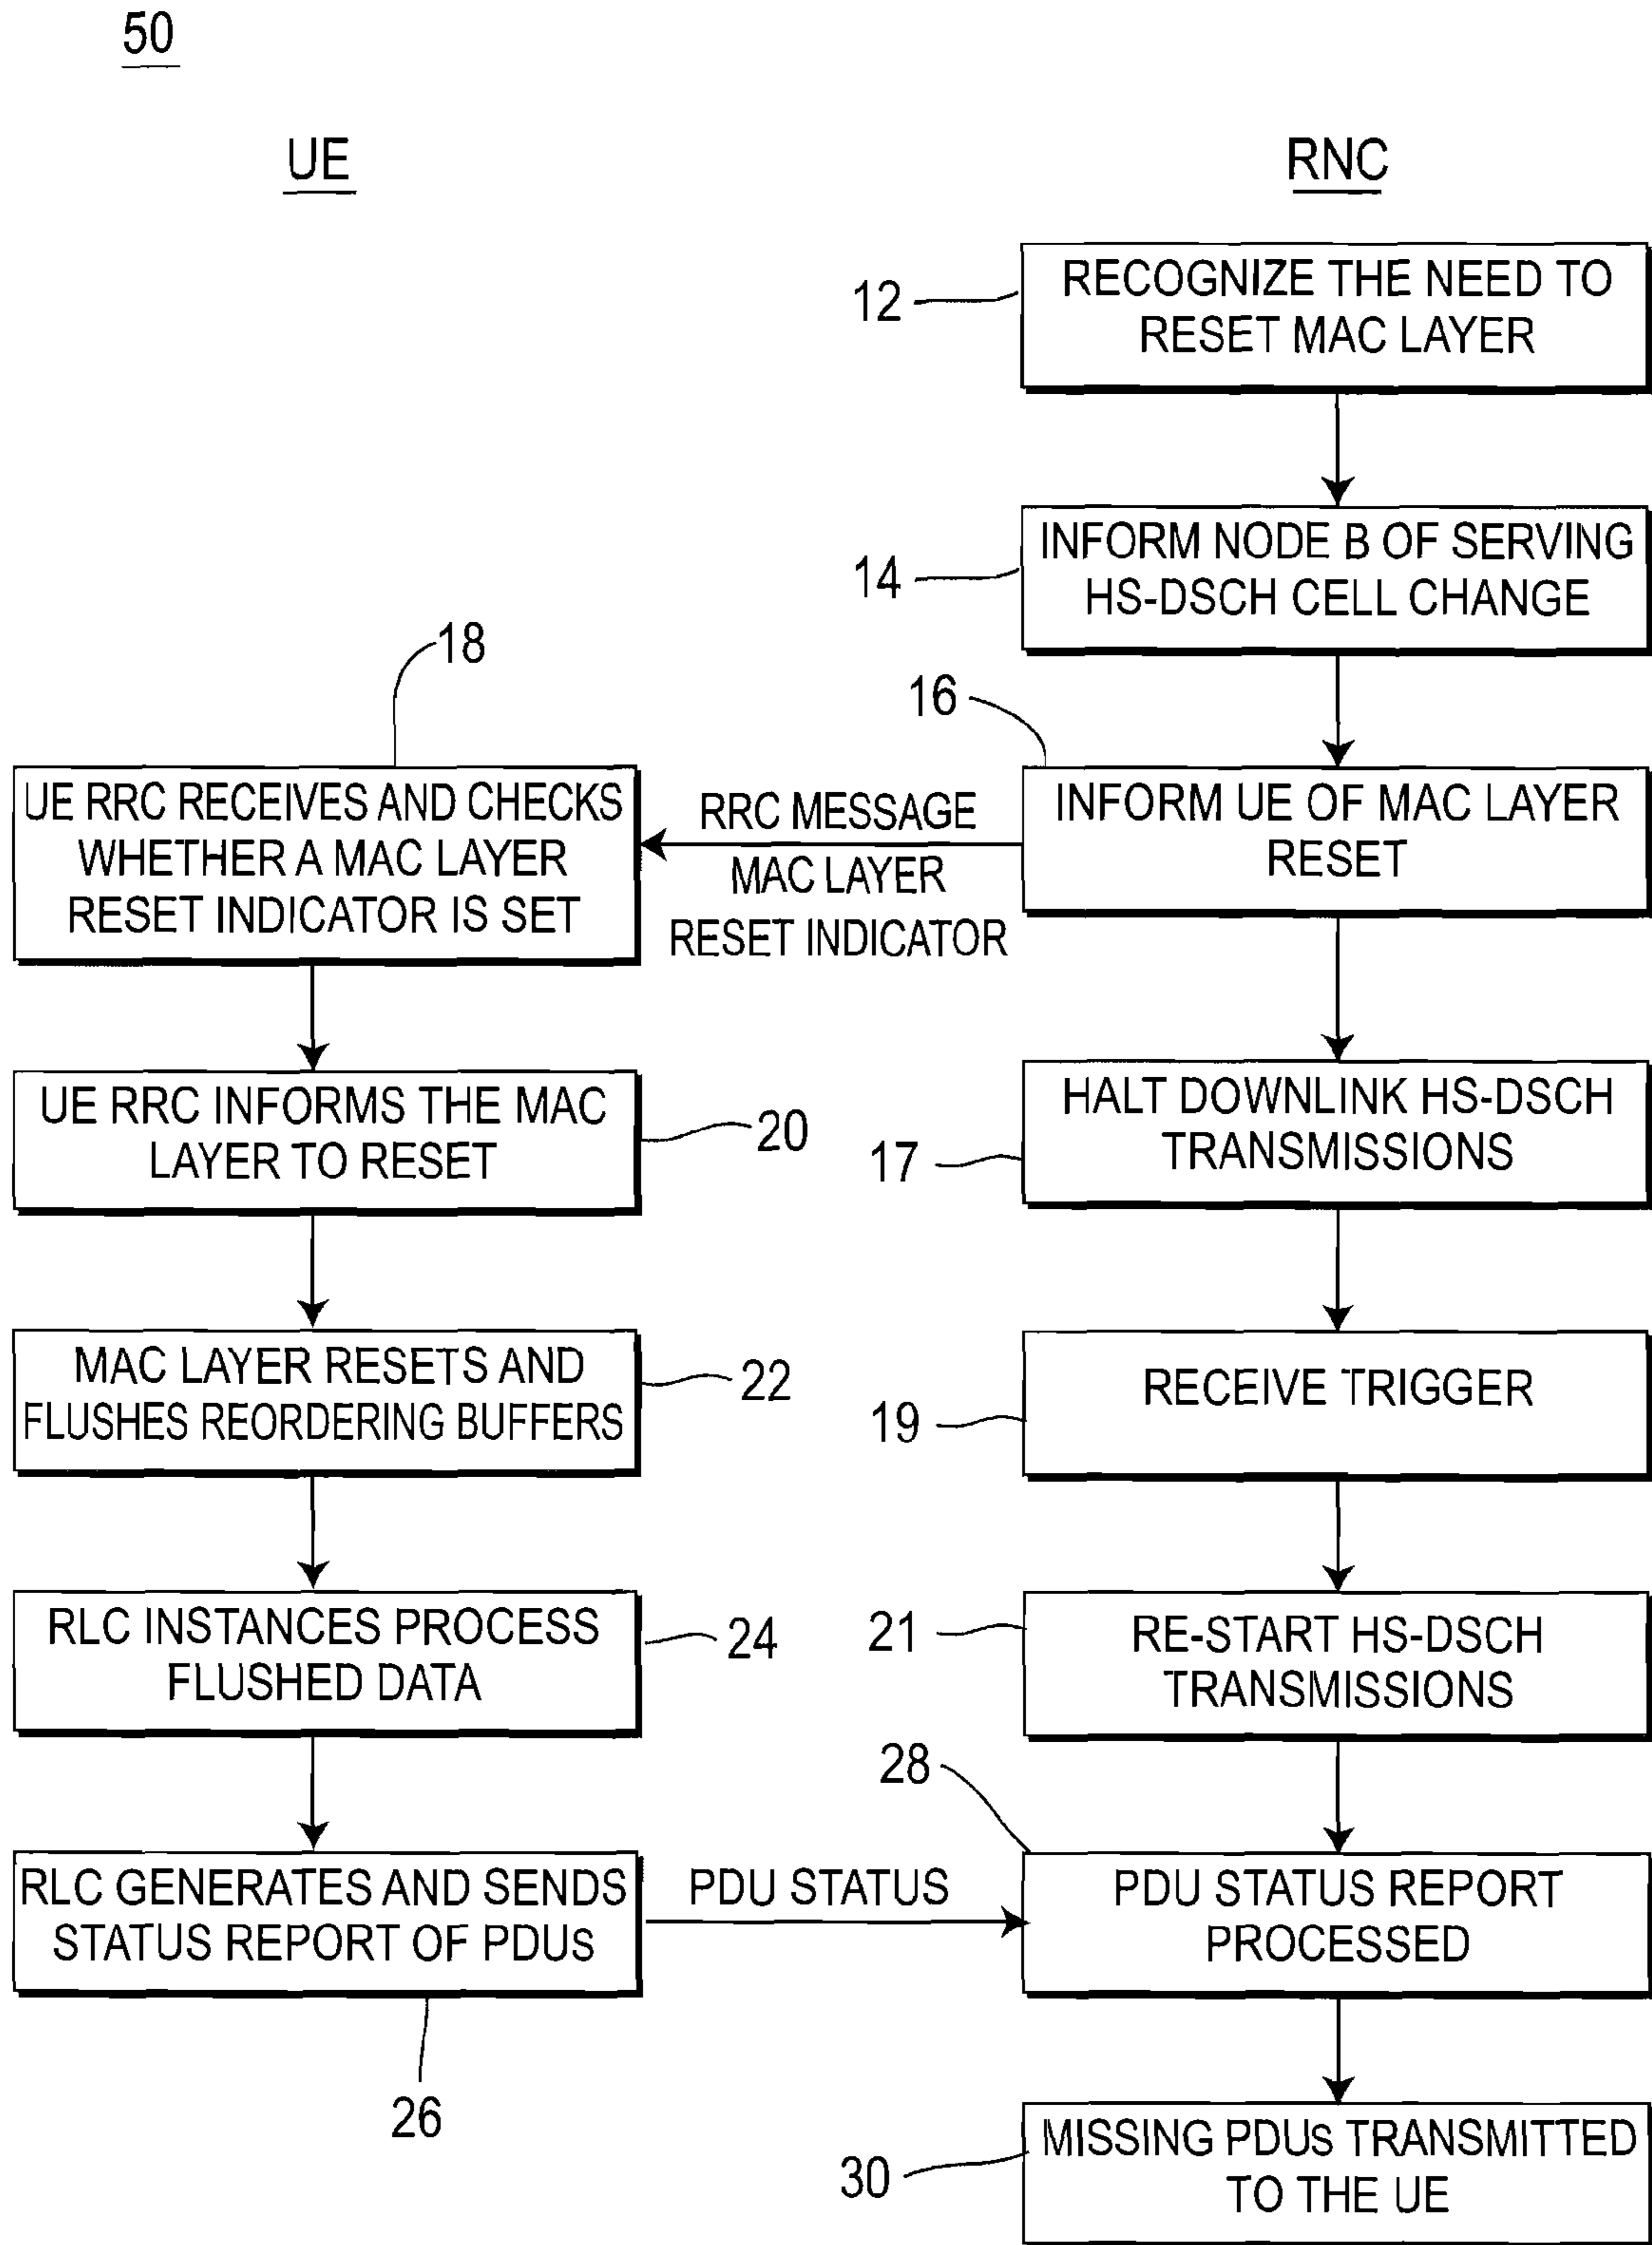 50
UE
RNC
12
RECOGNIZE THE NEED TO
RESET MAC LAYER
14
INFORM NODE B OF SERVING
HS-DSCH CELL CHANGE
18
16
UE RRC RECEIVES AND CHECKS
WHETHER A MAC LAYER
RESET INDICATOR IS SET
RRC MESSAGE
MAC LAYER
RESET INDICATOR
INFORM UE OF MAC LAYER
RESET
UE RRC INFORMS THE MAC
LAYER TO RESET
20
17
HALT DOWNLINK HS-DSCH
TRANSMISSIONS
MAC LAYER RESETS AND
FLUSHES REORDERING BUFFERS
22
19
RECEIVE TRIGGER
RLC INSTANCES PROCESS
FLUSHED DATA
24
21
RE-START HS-DSCH
TRANSMISSIONS
28
RLC GENERATES AND SENDS
STATUS REPORT OF PDUs
PDU STATUS
PDU STATUS REPORT
PROCESSED
26
30
MISSING PDUs TRANSMITTED
TO THE UE